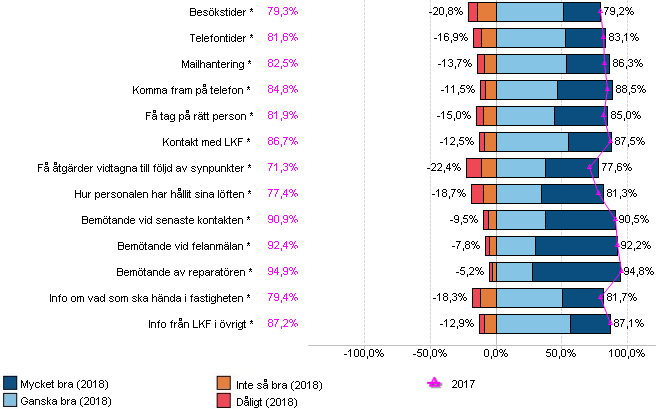 Besökstider * 79,3% -20,8% 79,2%
Telefontider * 81,6% -16,9% 83,1%
Mailhantering * 82,5% -13,7% 86,3%
Komma fram på telefon * 84,8% -11,5% 88,5%
Få tag på rätt person * 81,9% -15,0% 85,0%
Kontakt med LKF * 86,7% -12,5% 87,5%
Få åtgärder vidtagna till följd av synpunkter * 71,3% -22,4% 77,6%
Hur personalen har hållit sina löften * 77,4% -18,7% 81,3%
Bemötande vid senaste kontakten * 90,9% -9,5% 90,5%
Bemötande vid felanmälan * 92,4% -7,8% 92,2%
Bemötande av reparatören * 94,9% -5,2% 94,8%
Info om vad som ska hända i fastigheten * 79,4% -18,3% 81,7%
Info från LKF i övrigt * 87,2% -12,9% 87,1%
-100,0% -50,0% 0,0% 50,0% 100,0%
Mycket bra (2018) Inte så bra (2018) 2017
Ganska bra (2018) Dåligt (2018)